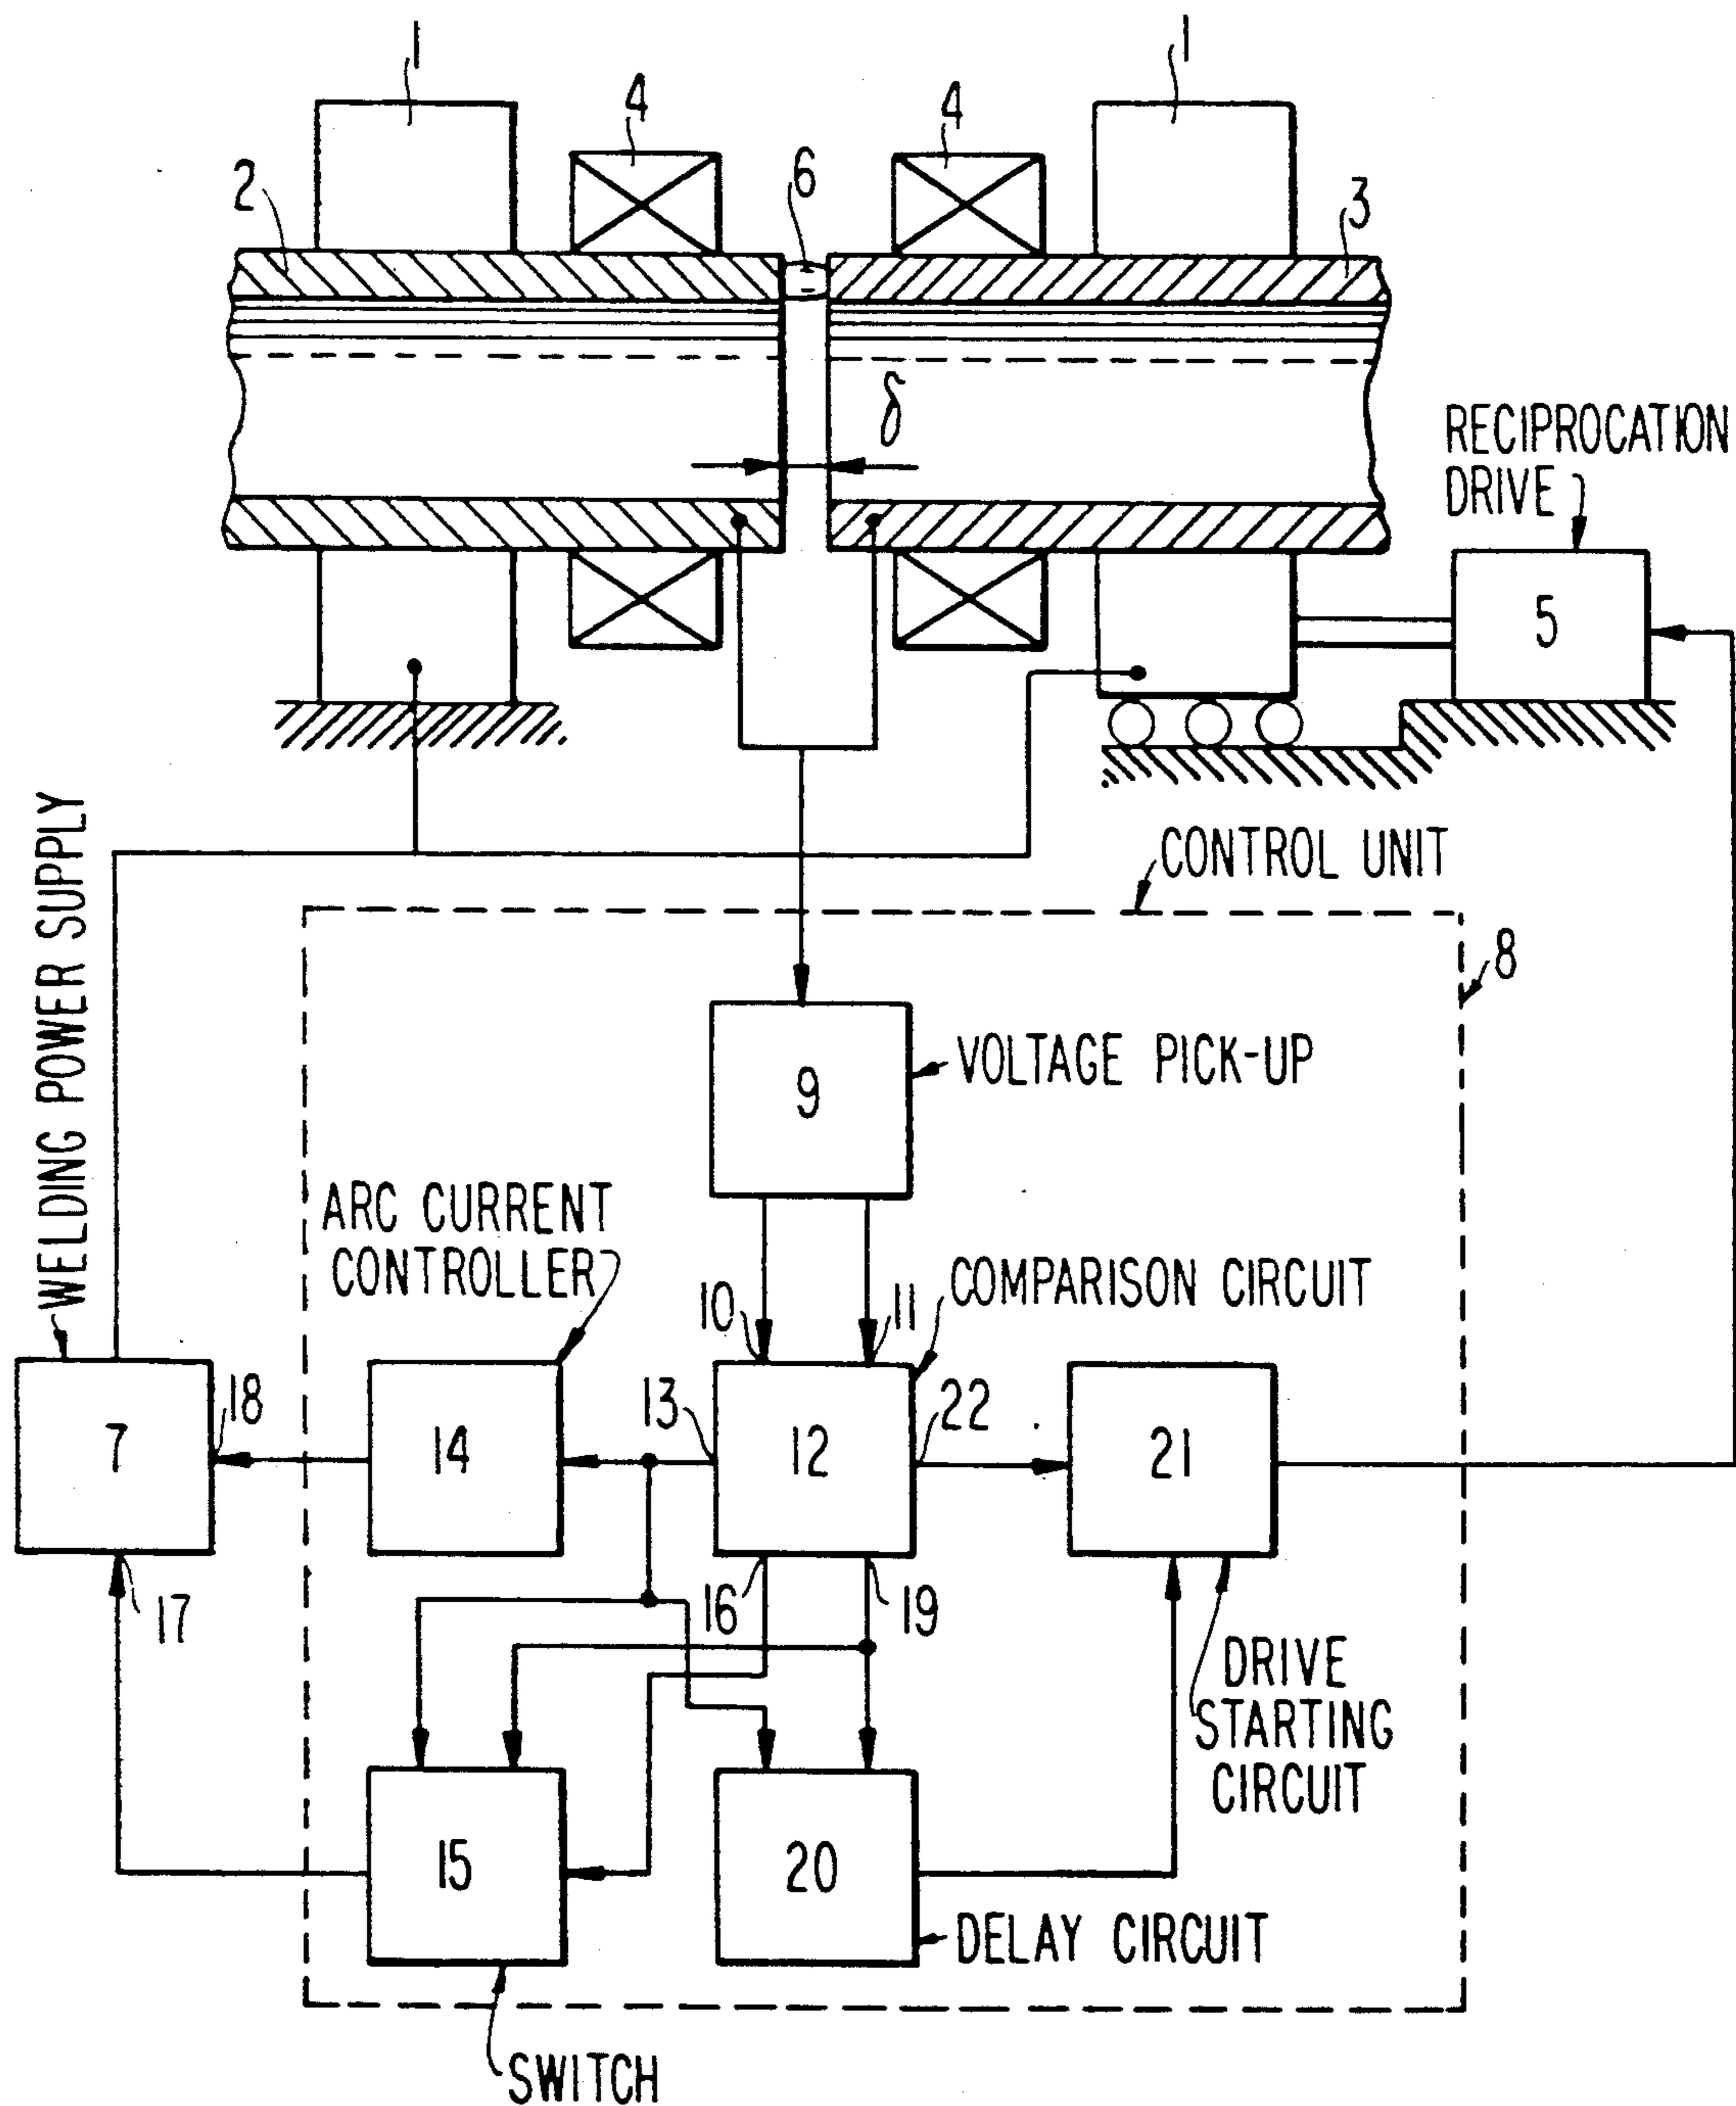 1
1
4
4
2
6
3
δ
RECIPROCATION
DRIVE
5
WELDING POWER SUPPLY
CONTROL UNIT
8
9
VOLTAGE PICK-UP
ARC CURRENT
CONTROLLER
10
11
COMPARISON CIRCUIT
7
18
14
13
12
22
21
17
16
19
DRIVE
STARTING
CIRCUIT
15
20
DELAY CIRCUIT
SWITCH